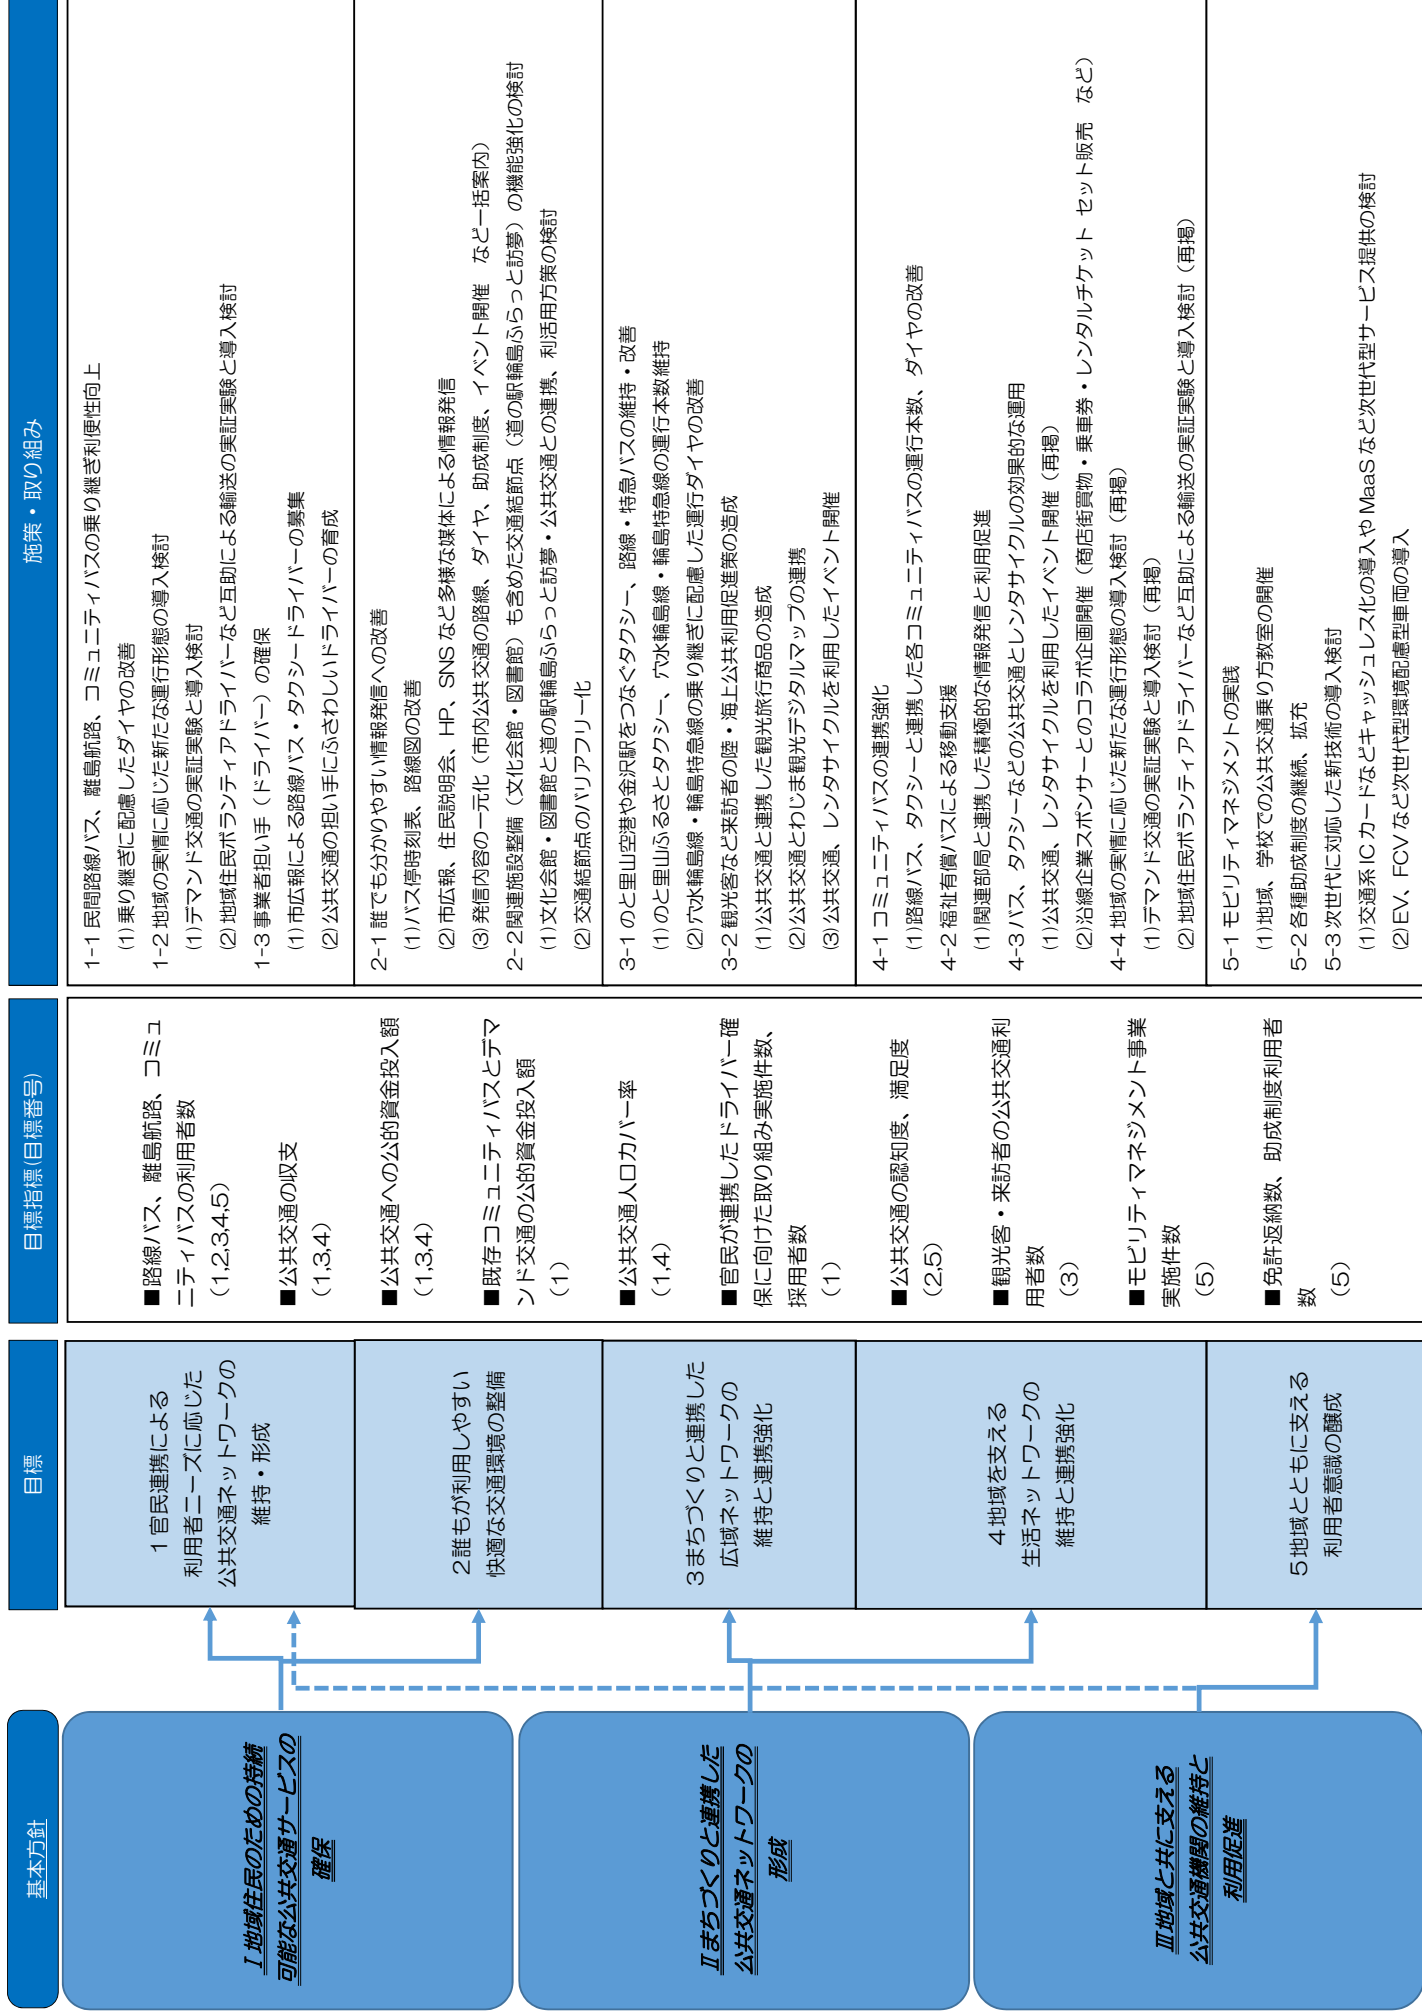 基本方針
Ⅰ地域住民のための持続
可能な公共交通サービスの
確保
Ⅱまちづくりと連携した
公共交通ネットワークの
形成
Ⅲ地域と共に支える
公共交通機関の維持と
利用促進
目標
1官民連携による
利用者ニーズに応じた
公共交通ネットワークの
維持・形成
2誰もが利用しやすい
快適な交通環境の整備
3まちづくりと連携した
広域ネットワークの
維持と連携強化
4地域を支える
生活ネットワークの
維持と連携強化
5地域とともに支える
利用者意識の醸成
目標指標(目標番号)
■路線バス、離島航路、コミュ
ニティバスの利用者数
(1,2,3,4,5)
■公共交通の収支
(1,3,4)
■公共交通への公的資金投入額
(1,3,4)
■既存コミュニティバスとデマ
ンド交通の公的資金投入額
(1)
■公共交通人口カバー率
(1,4)
■官民が連携したドライバー確
保に向けた取り組み実施件数、
採用者数
(1)
■公共交通の認知度、満足度
(2,5)
■観光客・来訪者の公共交通利
用者数
(3)
■モビリティマネジメント事業
実施件数
(5)
■免許返納数、助成制度利用者
数
(5)
施策・取り組み
1-1 民間路線バス、離島航路、コミュニティバスの乗り継ぎ利便性向上
(1)乗り継ぎに配慮したダイヤの改善
1-2 地域の実情に応じた新たな運行形態の導入検討
(1)デマンド交通の実証実験と導入検討
(2)地域住民ボランティアドライバーなど互助による輸送の実証実験と導入検討
1-3 事業者担い手（ドライバー）の確保
(1)市広報による路線バス・タクシードライバーの募集
(2)公共交通の担い手にふさわしいドライバーの育成
2-1 誰でも分かりやすい情報発信への改善
(1)バス停時刻表、路線図の改善
(2)市広報、住民説明会、HP、SNSなど多様な媒体による情報発信
(3)発信内容の一元化（市内公共交通の路線、ダイヤ、助成制度、イベント開催　など一括案内）
2-2 関連施設整備（文化会館・図書館）も含めた交通結節点（道の駅輪島ふらっと訪夢）の機能強化の検討
(1)文化会館・図書館と道の駅輪島ふらっと訪夢・公共交通との連携、利活用方策の検討
(2)交通結節点のバリアフリー化
3-1 のと里山空港や金沢駅をつなぐタクシー、路線・特急バスの維持・改善
(1)のと里山ふるさとタクシー、穴水輪島線・輪島特急線の運行本数維持
(2)穴水輪島線・輪島特急線の乗り継ぎに配慮した運行ダイヤの改善
3-2 観光客など来訪者の陸・海上公共利用促進策の造成
(1)公共交通と連携した観光旅行商品の造成
(2)公共交通とわじま観光デジタルマップの連携
(3)公共交通、レンタサイクルを利用したイベント開催
4-1 コミュニティバスの連携強化
(1)路線バス、タクシーと連携した各コミュニティバスの運行本数、ダイヤの改善
4-2 福祉有償バスによる移動支援
(1)関連部局と連携した積極的な情報発信と利用促進
4-3 バス、タクシーなどの公共交通とレンタサイクルの効果的な運用
(1)公共交通、レンタサイクルを利用したイベント開催（再掲）
(2)沿線企業スポンサーとのコラボ企画開催（商店街買物・乗車券・レンタルチケット セット販売　など）
4-4 地域の実情に応じた新たな運行形態の導入検討（再掲）
(1)デマンド交通の実証実験と導入検討（再掲）
(2)地域住民ボランティアドライバーなど互助による輸送の実証実験と導入検討（再掲）
5-1 モビリティマネジメントの実践
(1)地域、学校での公共交通乗り方教室の開催
5-2 各種助成制度の継続、拡充
5-3 次世代に対応した新技術の導入検討
(1)交通系ICカードなどキャッシュレス化の導入やMaaSなど次世代型サービス提供の検討
(2)EV、FCVなど次世代型環境配慮型車両の導入